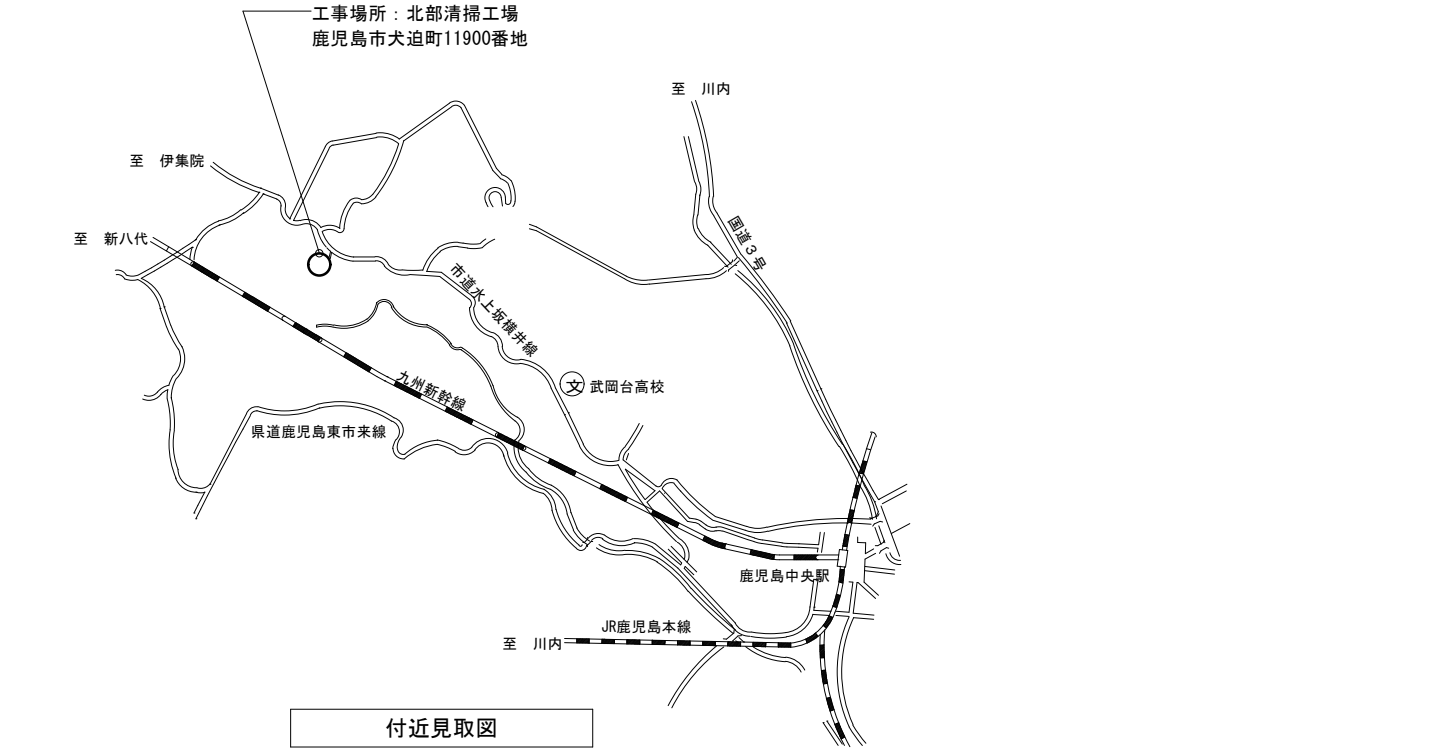 工事場所：北部清掃工場
鹿児島市犬迫町11900番地
至　川内
至　伊集院
至　新八代
国道３号
市道水上坂横井線
文
武岡台高校
九州新幹線
県道鹿児島東市来線
鹿児島中央駅
JR鹿児島本線
至　川内
付近見取図